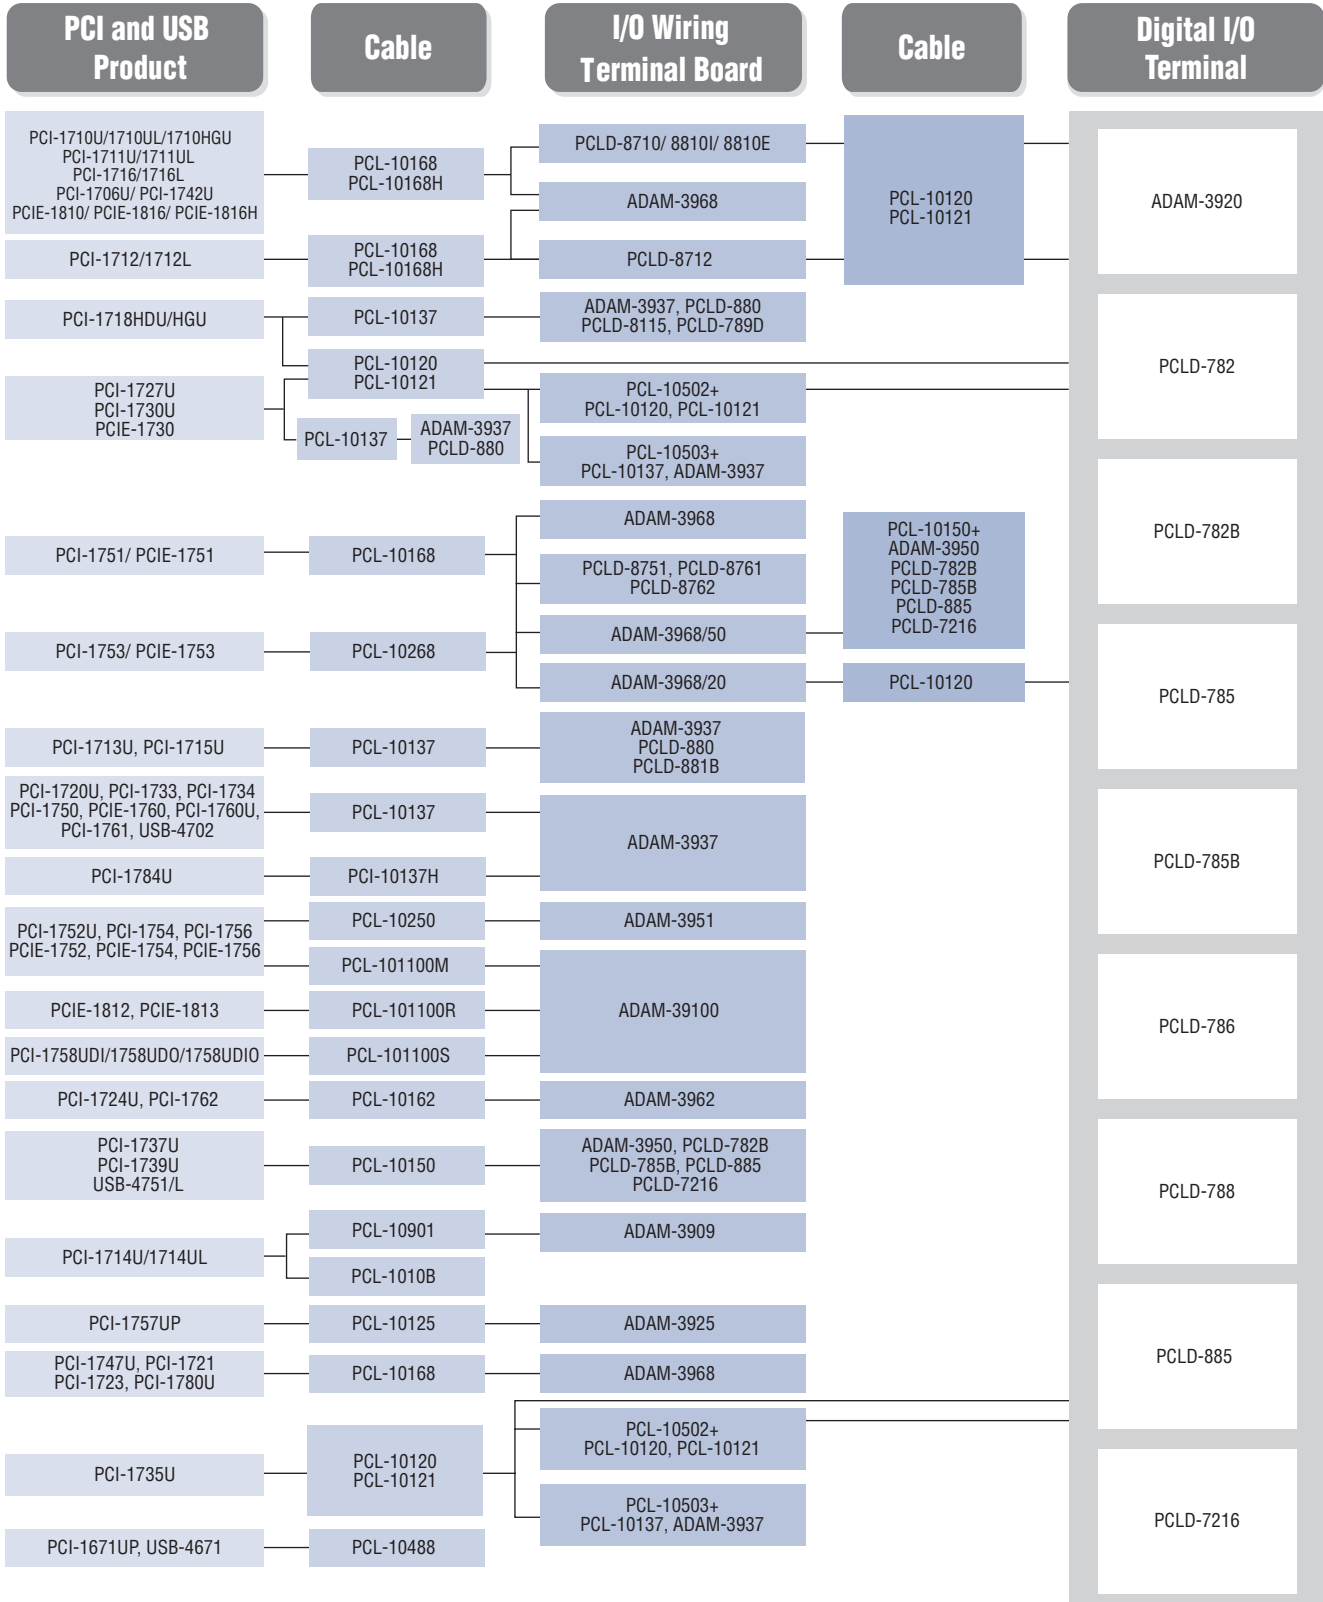 PCI and USB
Product
Cable
I/O Wiring
Terminal Board
Cable
Digital I/O
Terminal
PCI-1710U/1710UL/1710HGU
PCI-1711U/1711UL
PCI-1716/1716L
PCI-1706U/ PCI-1742U
PCIE-1810/ PCIE-1816/ PCIE-1816H
PCL-10168
PCL-10168H
PCLD-8710/ 8810I/ 8810E
ADAM-3968
PCL-10120
PCL-10121
PCI-1712/1712L
PCL-10168
PCL-10168H
PCLD-8712
PCI-1718HDU/HGU
PCL-10137
ADAM-3937, PCLD-880
PCLD-8115, PCLD-789D
PCL-10120
PCL-10121
PCI-1727U
PCI-1730U
PCIE-1730
PCL-10137
ADAM-3937
PCLD-880
PCL-10502+
PCL-10120, PCL-10121
PCL-10503+
PCL-10137, ADAM-3937
PCI-1751/ PCIE-1751
PCL-10168
ADAM-3968
PCLD-8751, PCLD-8761
PCLD-8762
PCL-10150+
ADAM-3950
PCLD-782B
PCLD-785B
PCLD-885
PCLD-7216
PCI-1753/ PCIE-1753
PCL-10268
ADAM-3968/50
ADAM-3968/20
PCL-10120
PCI-1713U, PCI-1715U
PCL-10137
ADAM-3937
PCLD-880
PCLD-881B
PCI-1720U, PCI-1733, PCI-1734
PCI-1750, PCIE-1760, PCI-1760U,
PCI-1761, USB-4702
PCL-10137
ADAM-3937
PCI-1784U
PCI-10137H
PCI-1752U, PCI-1754, PCI-1756
PCIE-1752, PCIE-1754, PCIE-1756
PCL-10250
ADAM-3951
PCL-101100M
ADAM-39100
PCIE-1812, PCIE-1813
PCL-101100R
PCI-1758UDI/1758UDO/1758UDIO
PCL-101100S
PCI-1724U, PCI-1762
PCL-10162
ADAM-3962
PCI-1737U
PCI-1739U
USB-4751/L
PCL-10150
ADAM-3950, PCLD-782B
PCLD-785B, PCLD-885
PCLD-7216
PCI-1714U/1714UL
PCL-10901
ADAM-3909
PCL-1010B
PCI-1757UP
PCL-10125
ADAM-3925
PCI-1747U, PCI-1721
PCI-1723, PCI-1780U
PCL-10168
ADAM-3968
PCI-1735U
PCL-10120
PCL-10121
PCL-10502+
PCL-10120, PCL-10121
PCL-10503+
PCL-10137, ADAM-3937
PCI-1671UP, USB-4671
PCL-10488
ADAM-3920
PCLD-782
PCLD-782B
PCLD-785
PCLD-785B
PCLD-786
PCLD-788
PCLD-885
PCLD-7216